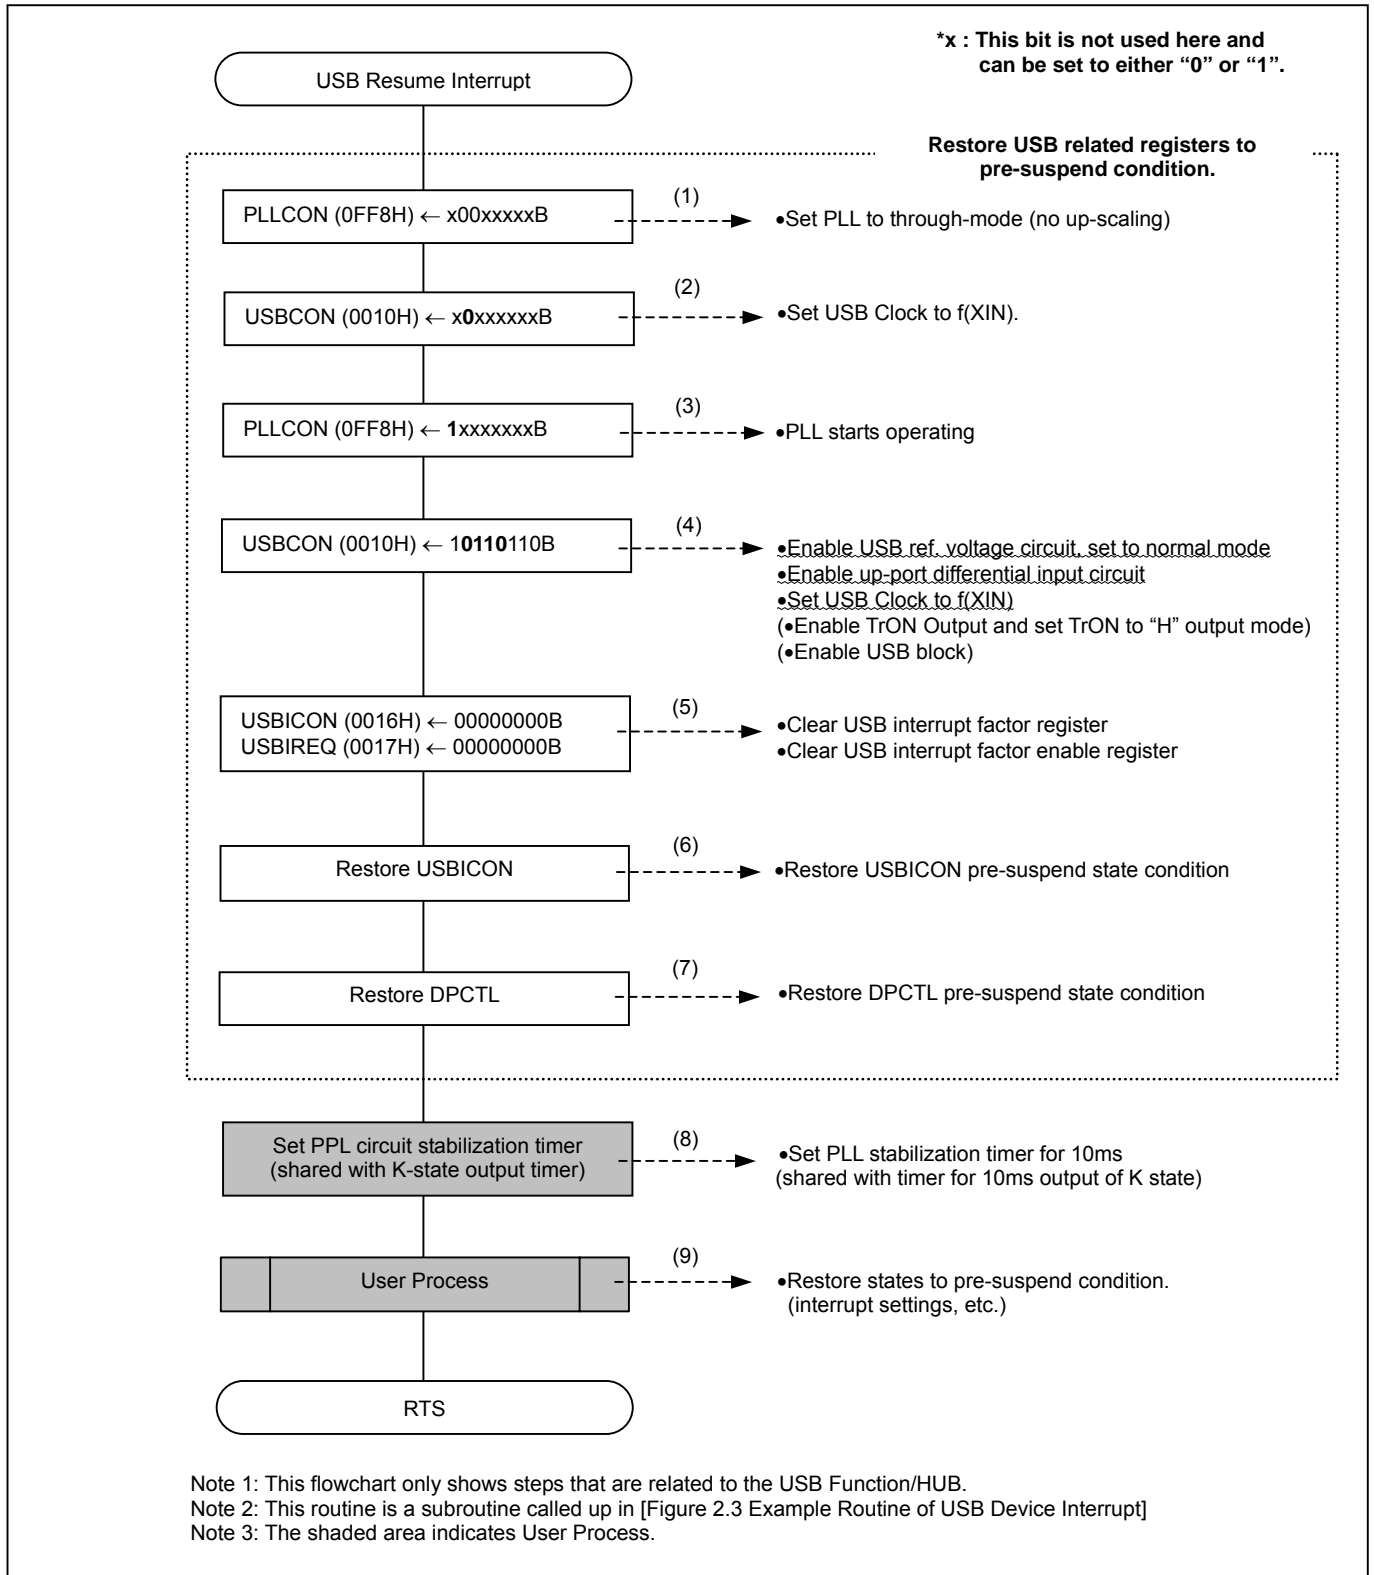 *x : This bit is not used here and
can be set to either “0” or “1”.
USB Resume Interrupt
Restore USB related registers to
pre-suspend condition.
PLLCON (0FF8H) ← x00xxxxxB
(1)
•Set PLL to through-mode (no up-scaling)
USBCON (0010H) ← x0xxxxxxB
(2)
•Set USB Clock to f(XIN).
PLLCON (0FF8H) ← 1xxxxxxxB
(3)
•PLL starts operating
USBCON (0010H) ← 10110110B
(4)
•Enable USB ref. voltage circuit, set to normal mode
•Enable up-port differential input circuit
•Set USB Clock to f(XIN)
(•Enable TrON Output and set TrON to “H” output mode)
(•Enable USB block)
USBICON (0016H) ← 00000000B
USBIREQ (0017H) ← 00000000B
(5)
•Clear USB interrupt factor register
•Clear USB interrupt factor enable register
Restore USBICON
(6)
•Restore USBICON pre-suspend state condition
Restore DPCTL
(7)
•Restore DPCTL pre-suspend state condition
Set PPL circuit stabilization timer
(shared with K-state output timer)
(8)
•Set PLL stabilization timer for 10ms
(shared with timer for 10ms output of K state)
User Process
(9)
•Restore states to pre-suspend condition.
(interrupt settings, etc.)
RTS
Note 1: This flowchart only shows steps that are related to the USB Function/HUB.
Note 2: This routine is a subroutine called up in [Figure 2.3 Example Routine of USB Device Interrupt]
Note 3: The shaded area indicates User Process.